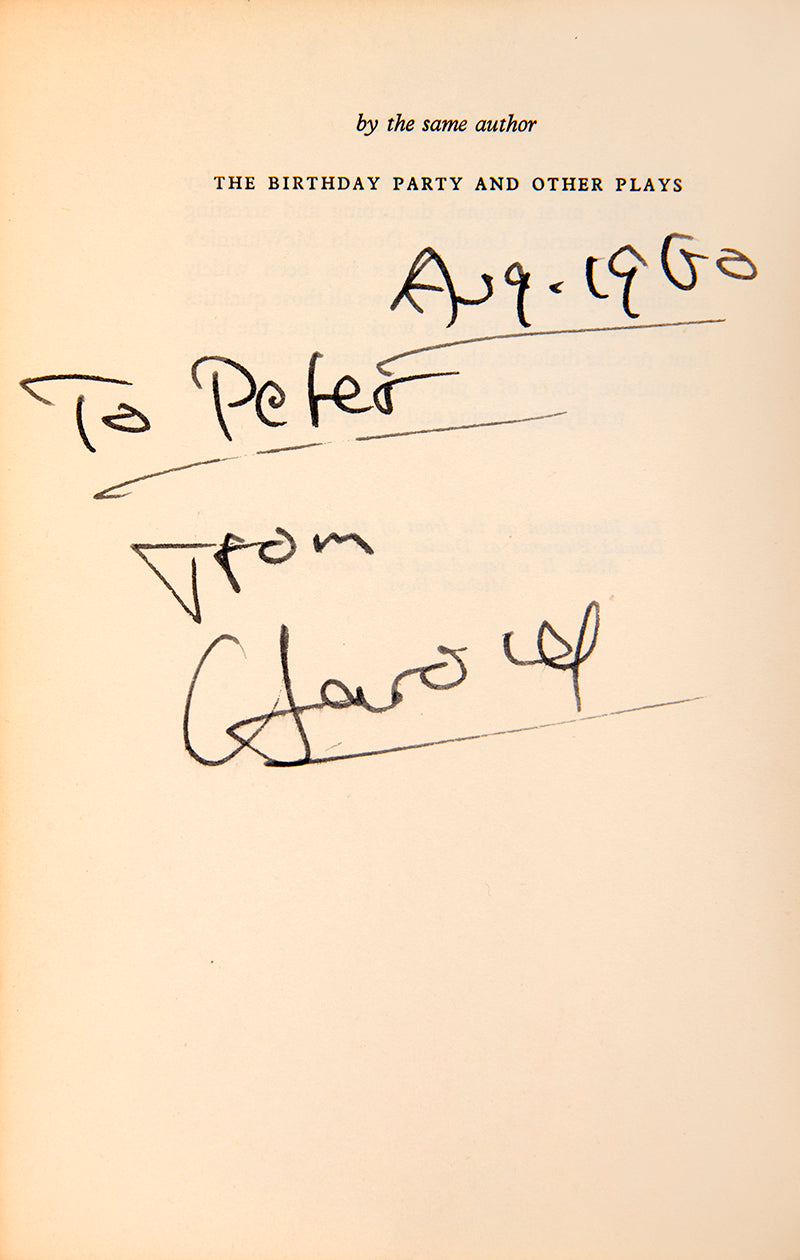 by the same author
THE BIRTHDAY PARTY AND OTHER PLAYS
Aug. 1960
To Peter
From
Harold